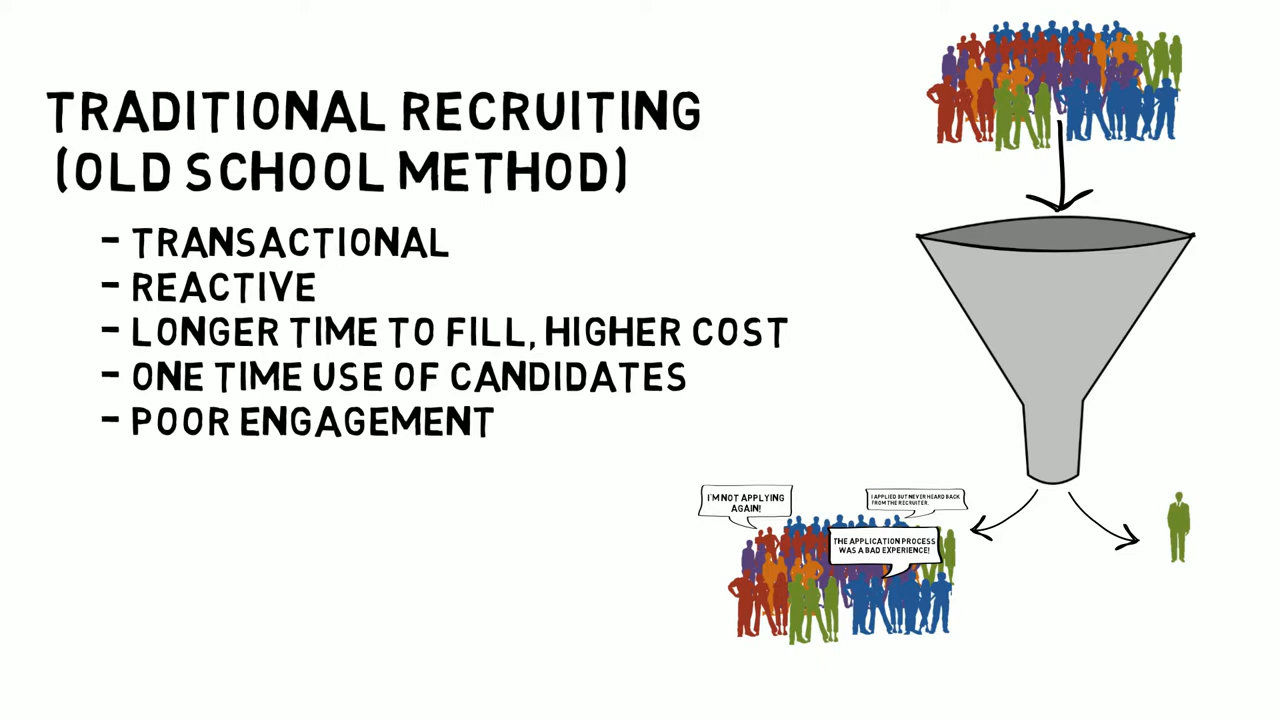 TRADITIONAL RECRUITING
(OLD SCHOOL METHOD)
- TRANSACTIONAL
- REACTIVE
- LONGER TIME TO FILL, HIGHER COST
- ONE TIME USE OF CANDIDATES
- POOR ENGAGEMENT
I'M NOT APPLYING
AGAIN!
I APPLIED BUT NEVER HEARD BACK
FROM THE RECRUITER.
THE APPLICATION PROCESS
WAS A BAD EXPERIENCE!